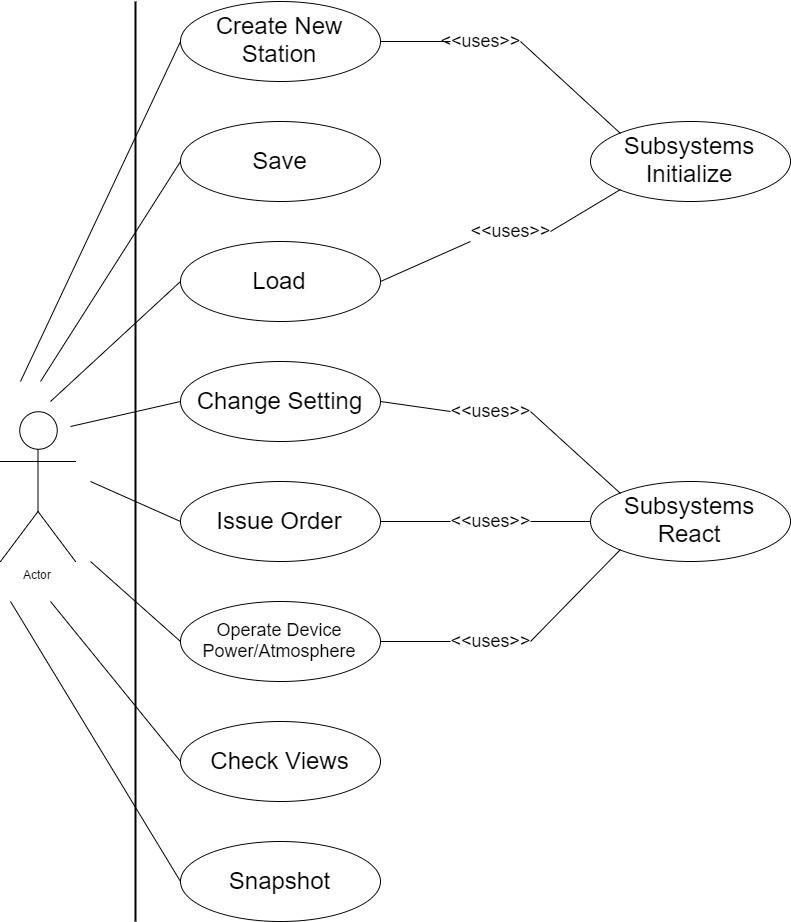 Create New
Station
<<uses>>
Subsystems
Initialize
Save
<<uses>>
Load
Change Setting
<<uses>>
Issue Order
<<uses>>
Subsystems
React
Actor
Operate Device
Power/Atmosphere
<<uses>>
Check Views
Snapshot